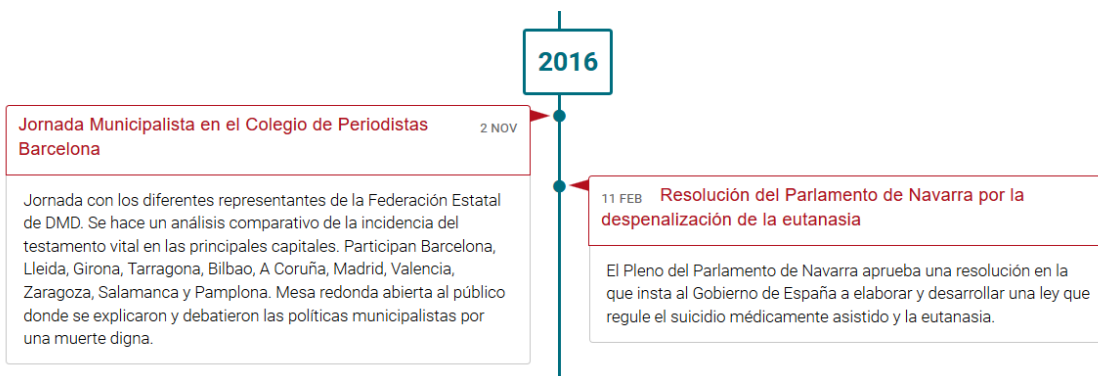 2016
Jornada Municipalista en el Colegio de Periodistas
Barcelona
2 NOV
Jornada con los diferentes representantes de la Federación Estatal
de DMD. Se hace un análisis comparativo de la incidencia del
testamento vital en las principales capitales. Participan Barcelona,
Lleida, Girona, Tarragona, Bilbao, A Coruña, Madrid, Valencia,
Zaragoza, Salamanca y Pamplona. Mesa redonda abierta al público
donde se explicaron y debatieron las políticas municipalistas por
una muerte digna.
11 FEB Resolución del Parlamento de Navarra por la
despenalización de la eutanasia
El Pleno del Parlamento de Navarra aprueba una resolución en la
que insta al Gobierno de España a elaborar y desarrollar una ley que
regule el suicidio médicamente asistido y la eutanasia.